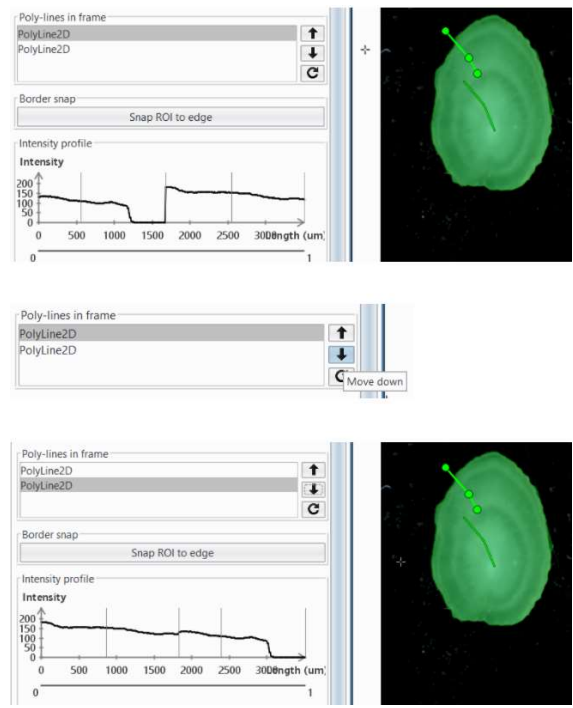 Poly-lines in frame
PolyLine2D
PolyLine2D
Border snap
Snap ROI to edge
Intensity profile
Intensity
200
150
100
50
0
0 500 1000 1500 2000 2500 Length (um)
0 1
Poly-lines in frame
PolyLine2D
PolyLine2D
Move down
Poly-lines in frame
PolyLine2D
PolyLine2D
Border snap
Snap ROI to edge
Intensity profile
Intensity
200
150
100
50
0
0 500 1000 1500 2000 2500 Length (um)
0 1